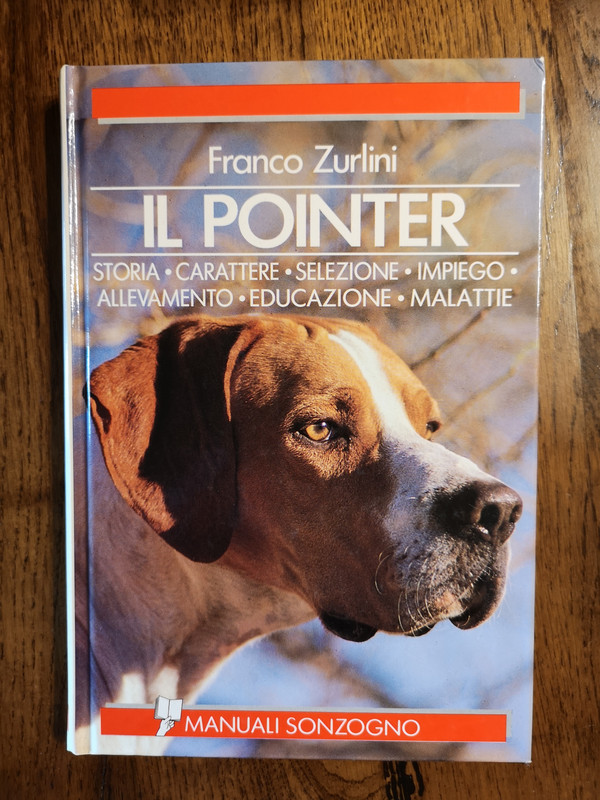 Franco Zurlini
IL POINTER
STORIA • CARATTERE • SELEZIONE • IMPIEGO •
ALLEVAMENTO • EDUCAZIONE • MALATTIE
MANUALI SONZOGNO